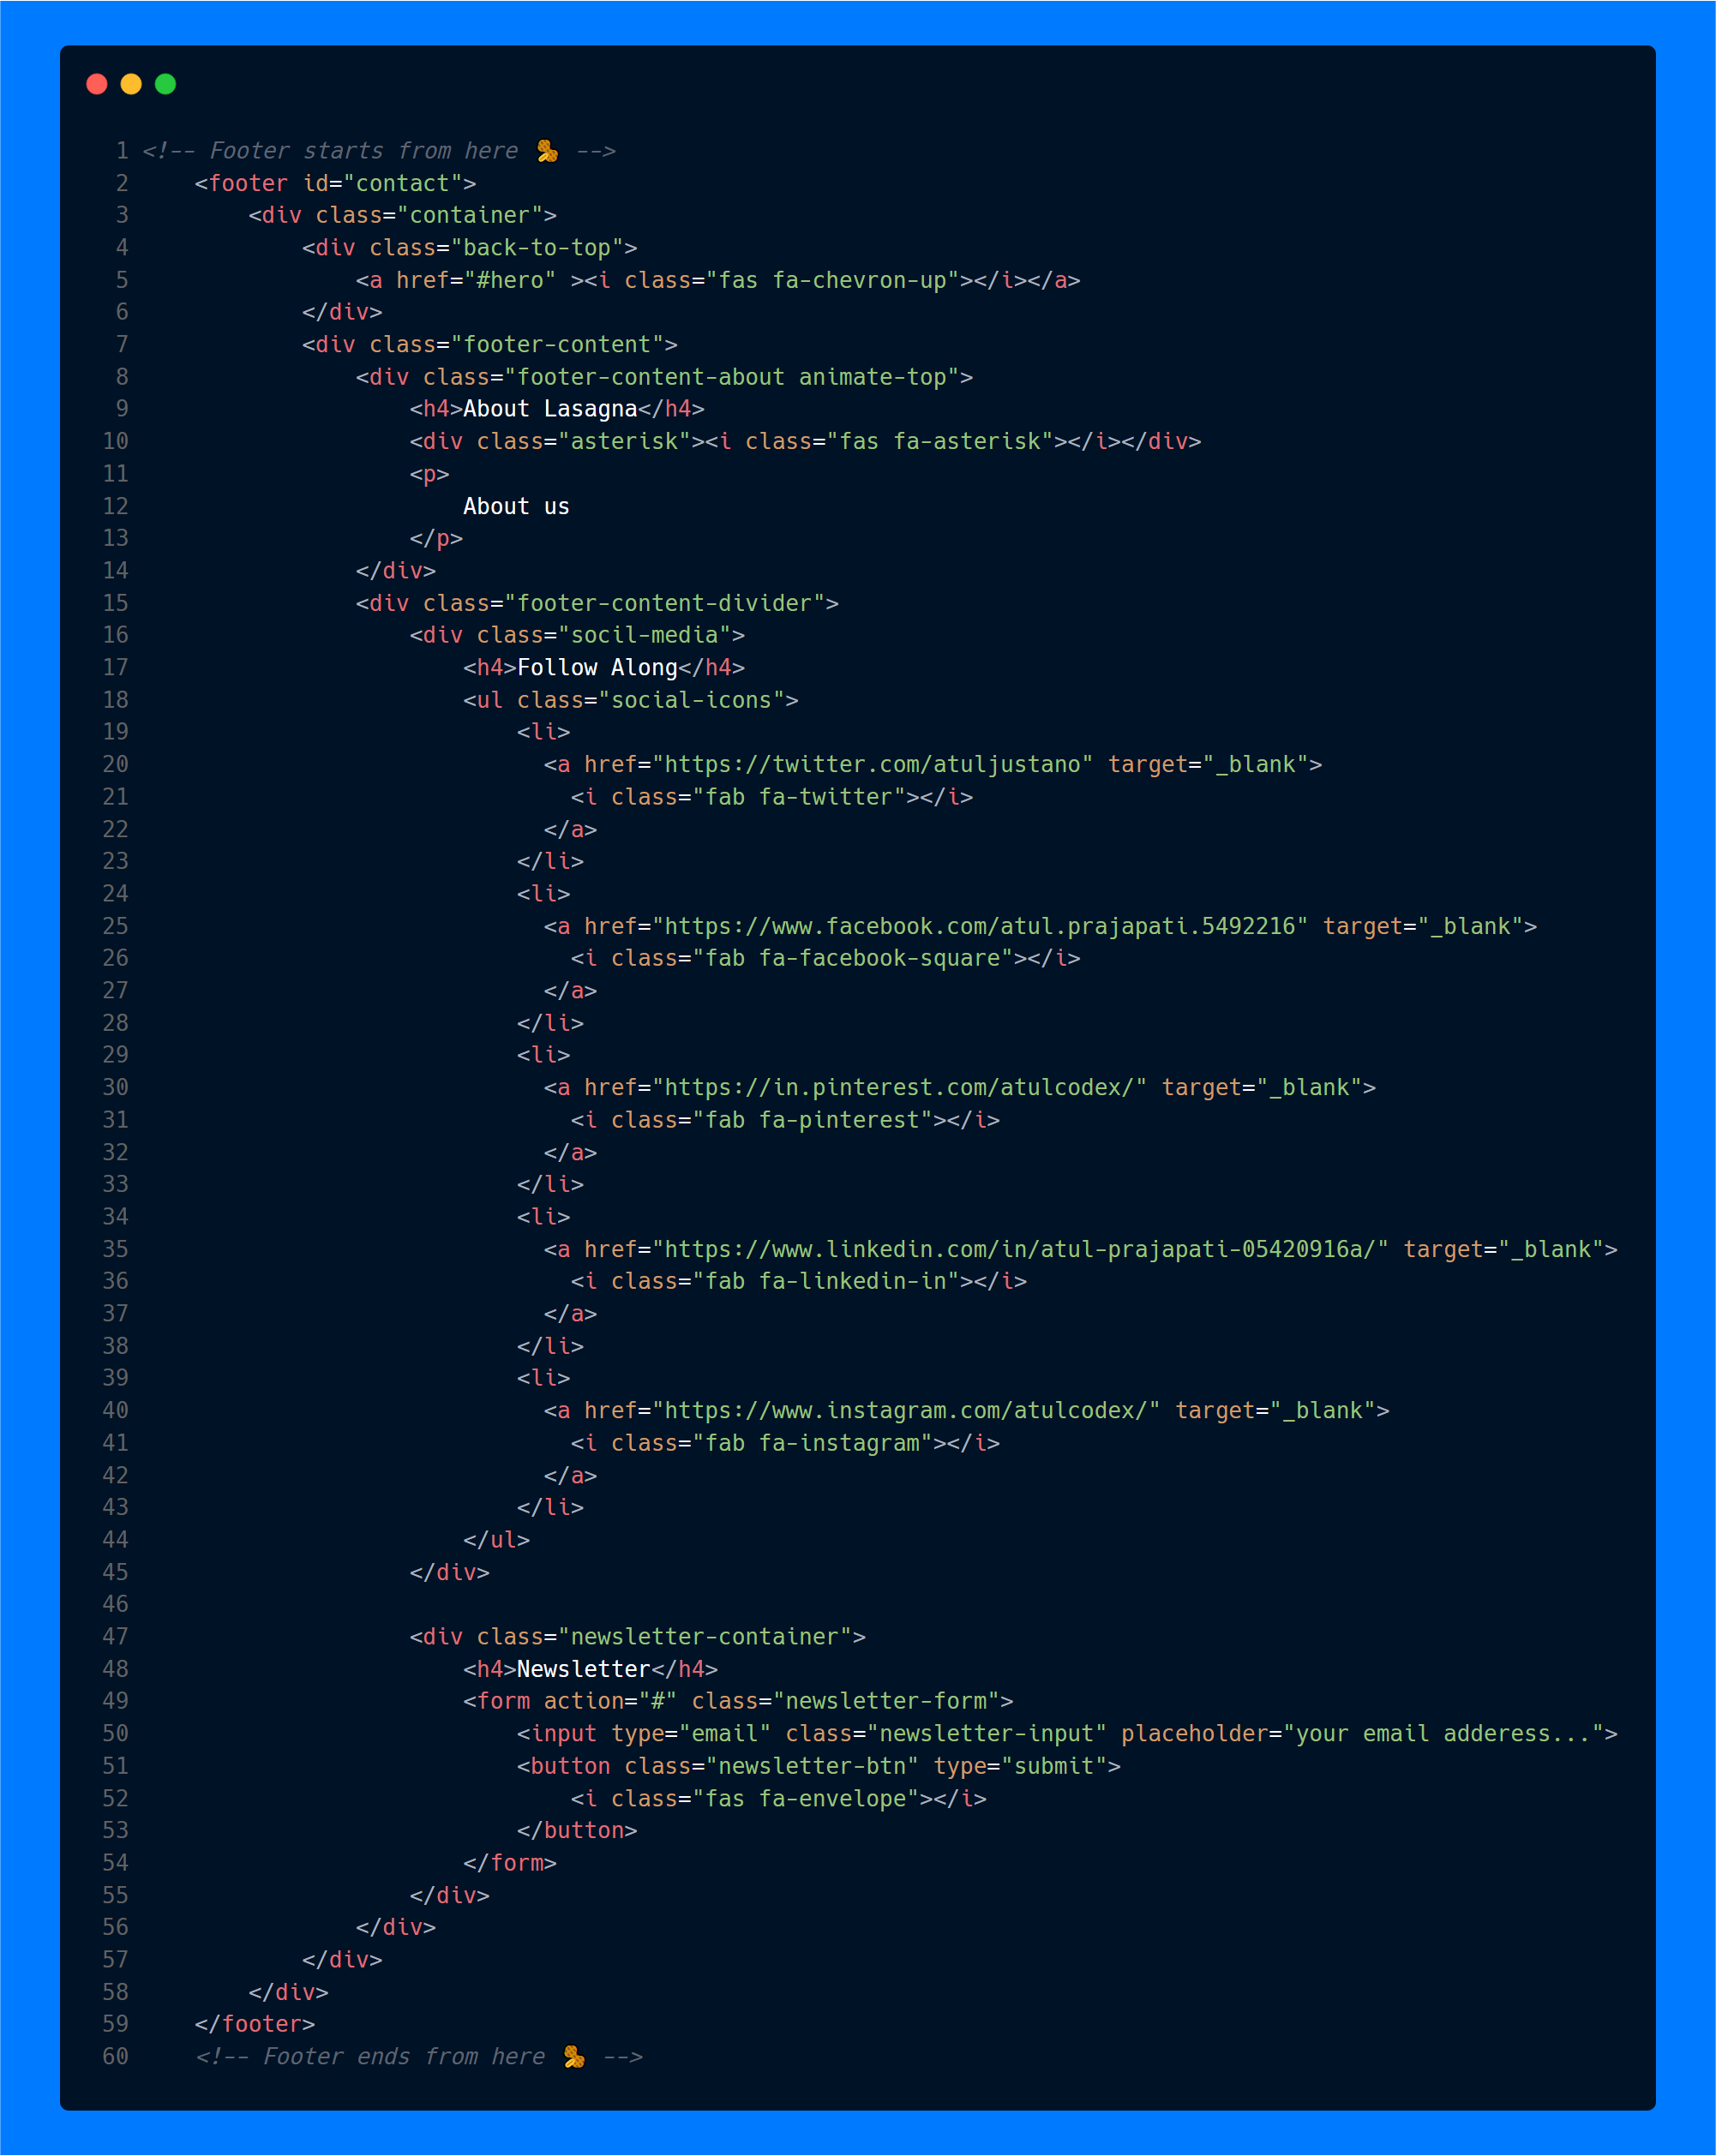 1 <!-- Footer starts from here 🥜 -->
2     <footer id="contact">
3         <div class="container">
4             <div class="back-to-top">
5                 <a href="#hero" ><i class="fas fa-chevron-up"></i></a>
6             </div>
7             <div class="footer-content">
8                 <div class="footer-content-about animate-top">
9                     <h4>About Lasagna</h4>
10                     <div class="asterisk"><i class="fas fa-asterisk"></i></div>
11                     <p>
12                         About us
13                     </p>
14                 </div>
15                 <div class="footer-content-divider">
16                     <div class="socil-media">
17                         <h4>Follow Along</h4>
18                         <ul class="social-icons">
19                             <li>
20                               <a href="https://twitter.com/atuljustano" target="_blank">
21                                 <i class="fab fa-twitter"></i>
22                               </a>
23                             </li>
24                             <li>
25                               <a href="https://www.facebook.com/atul.prajapati.5492216" target="_blank">
26                                 <i class="fab fa-facebook-square"></i>
27                               </a>
28                             </li>
29                             <li>
30                               <a href="https://in.pinterest.com/atulcodex/" target="_blank">
31                                 <i class="fab fa-pinterest"></i>
32                               </a>
33                             </li>
34                             <li>
35                               <a href="https://www.linkedin.com/in/atul-prajapati-05420916a/" target="_blank">
36                                 <i class="fab fa-linkedin-in"></i>
37                               </a>
38                             </li>
39                             <li>
40                               <a href="https://www.instagram.com/atulcodex/" target="_blank">
41                                 <i class="fab fa-instagram"></i>
42                               </a>
43                             </li>
44                         </ul>
45                     </div>
46
47                     <div class="newsletter-container">
48                         <h4>Newsletter</h4>
49                         <form action="#" class="newsletter-form">
50                             <input type="email" class="newsletter-input" placeholder="your email adderess...">
51                             <button class="newsletter-btn" type="submit">
52                                 <i class="fas fa-envelope"></i>
53                             </button>
54                         </form>
55                     </div>
56                 </div>
57             </div>
58         </div>
59     </footer>
60     <!-- Footer ends from here 🥜 -->